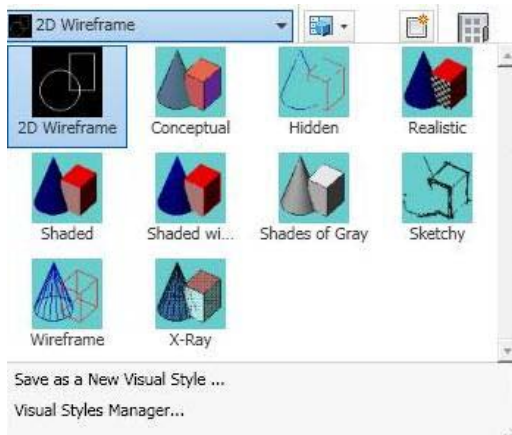 2D Wireframe
2D Wireframe Conceptual Hidden Realistic
Shaded Shaded wi... Shades of Gray Sketchy
Wireframe X-Ray
Save as a New Visual Style ...
Visual Styles Manager...